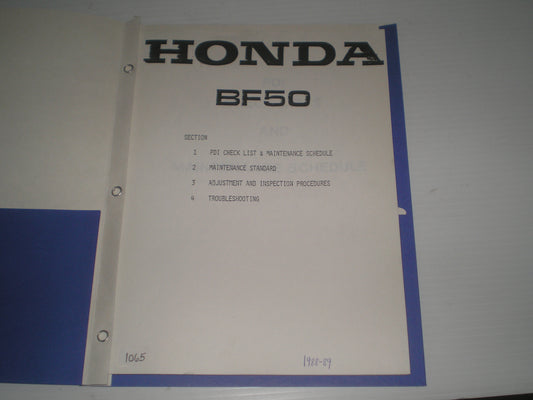 HONDA
BF50
SECTION
1 PDI CHECK LIST & MAINTENANCE SCHEDULE
2 MAINTENANCE STANDARD
3 ADJUSTMENT AND INSPECTION PROCEDURES
4 TROUBLESHOOTING
1065 1988-89